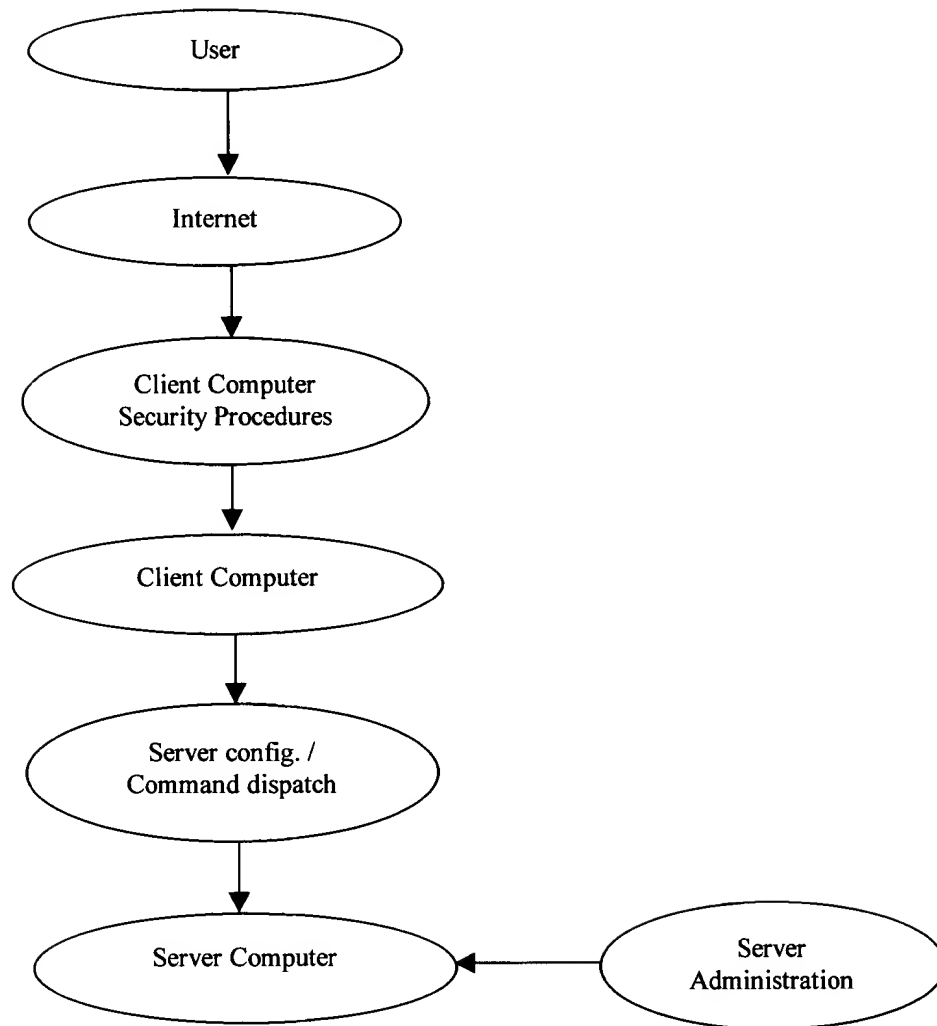 User
Internet
Client Computer
Security Procedures
Client Computer
Server config. /
Command dispatch
Server Computer
Server
Administration